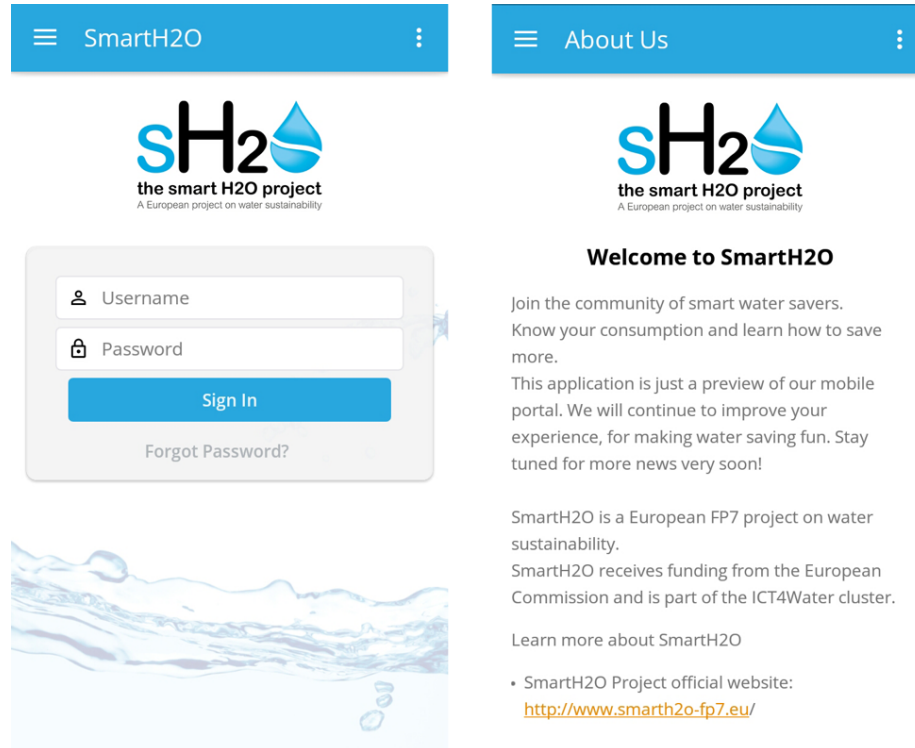 SmartH2O
sH2O
the smart H2O project
A European project on water sustainability
Username
Password
Sign In
Forgot Password?
About Us
sH2O
the smart H2O project
A European project on water sustainability
Welcome to SmartH2O
Join the community of smart water savers.
Know your consumption and learn how to save
more.
This application is just a preview of our mobile
portal. We will continue to improve your
experience, for making water saving fun. Stay
tuned for more news very soon!
SmartH2O is a European FP7 project on water
sustainability.
SmartH2O receives funding from the European
Commission and is part of the ICT4Water cluster.
Learn more about SmartH2O
• SmartH2O Project official website:
http://www.smarth2o-fp7.eu/